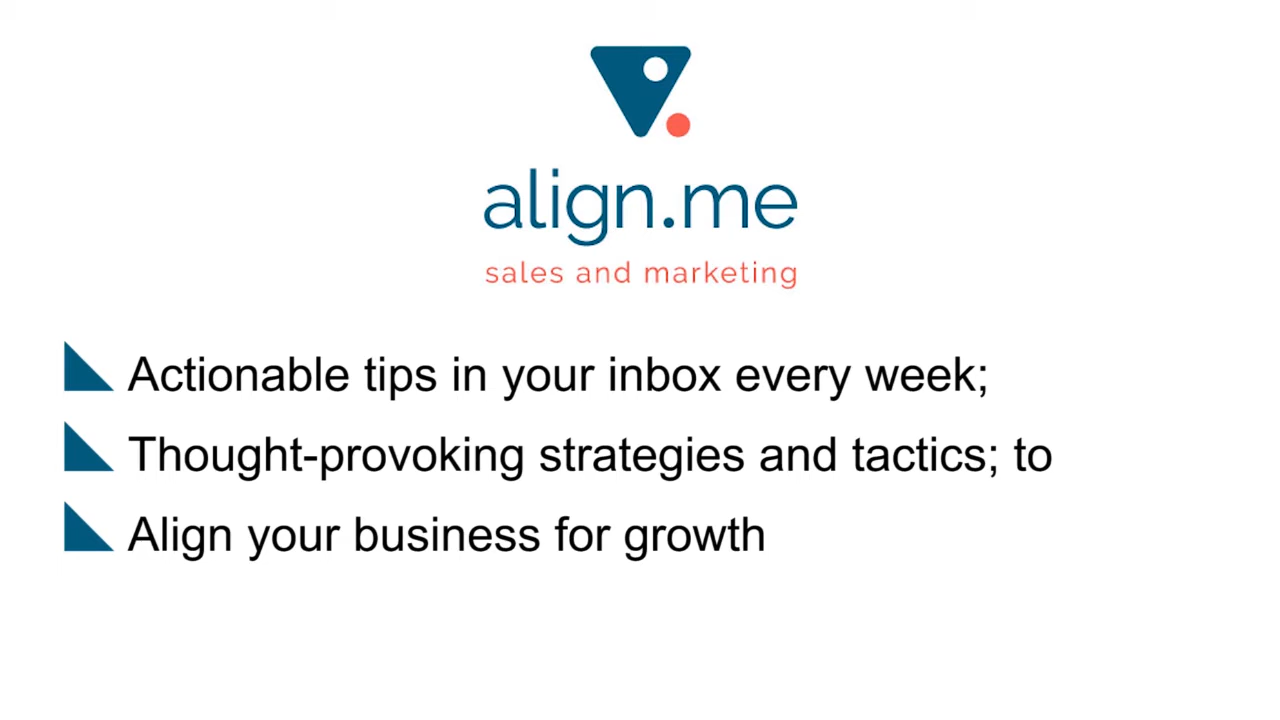 align.me
sales and marketing
Actionable tips in your inbox every week;
Thought-provoking strategies and tactics; to
Align your business for growth